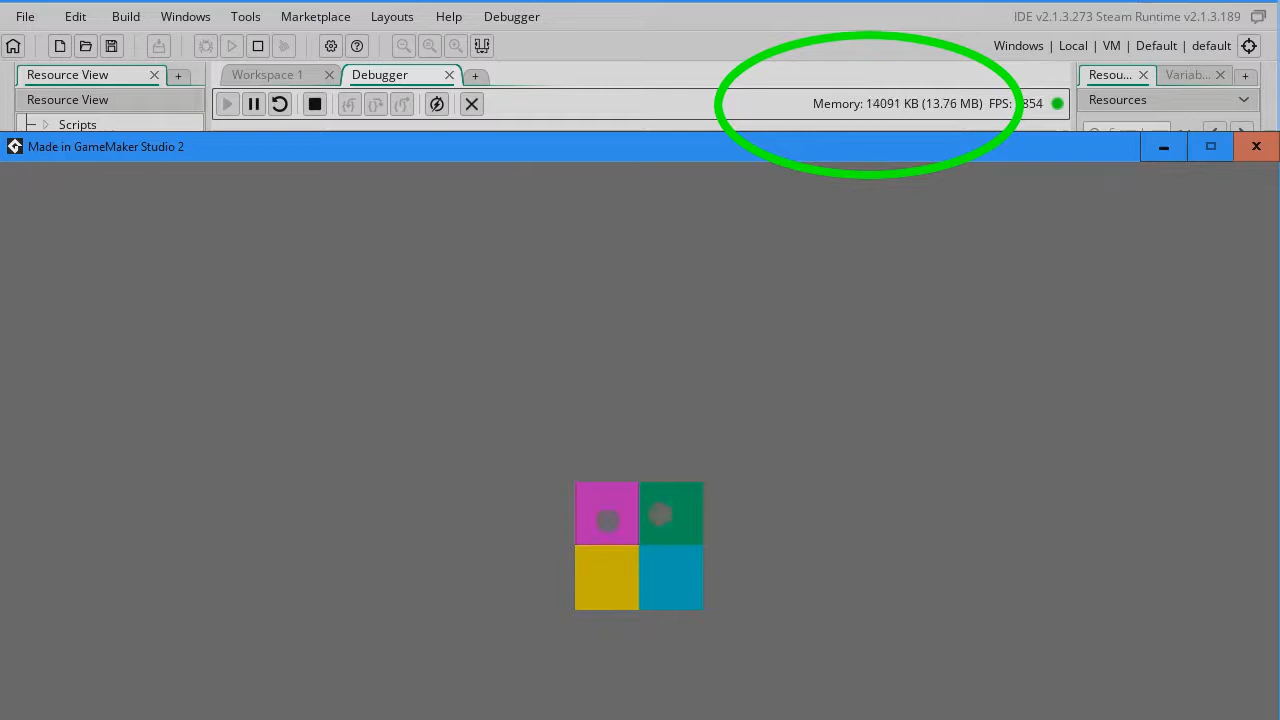 File Edit Build Windows Tools Marketplace Layouts Help Debugger IDE v2.1.3.273 Steam Runtime v2.1.3.189
Windows | Local | VM | Default | default
Resource View Workspace 1 Debugger Resou... Variab...
Resource View Memory: 14091 KB (13.76 MB) FPS: 854 Resources
Scripts
Made in GameMaker Studio 2